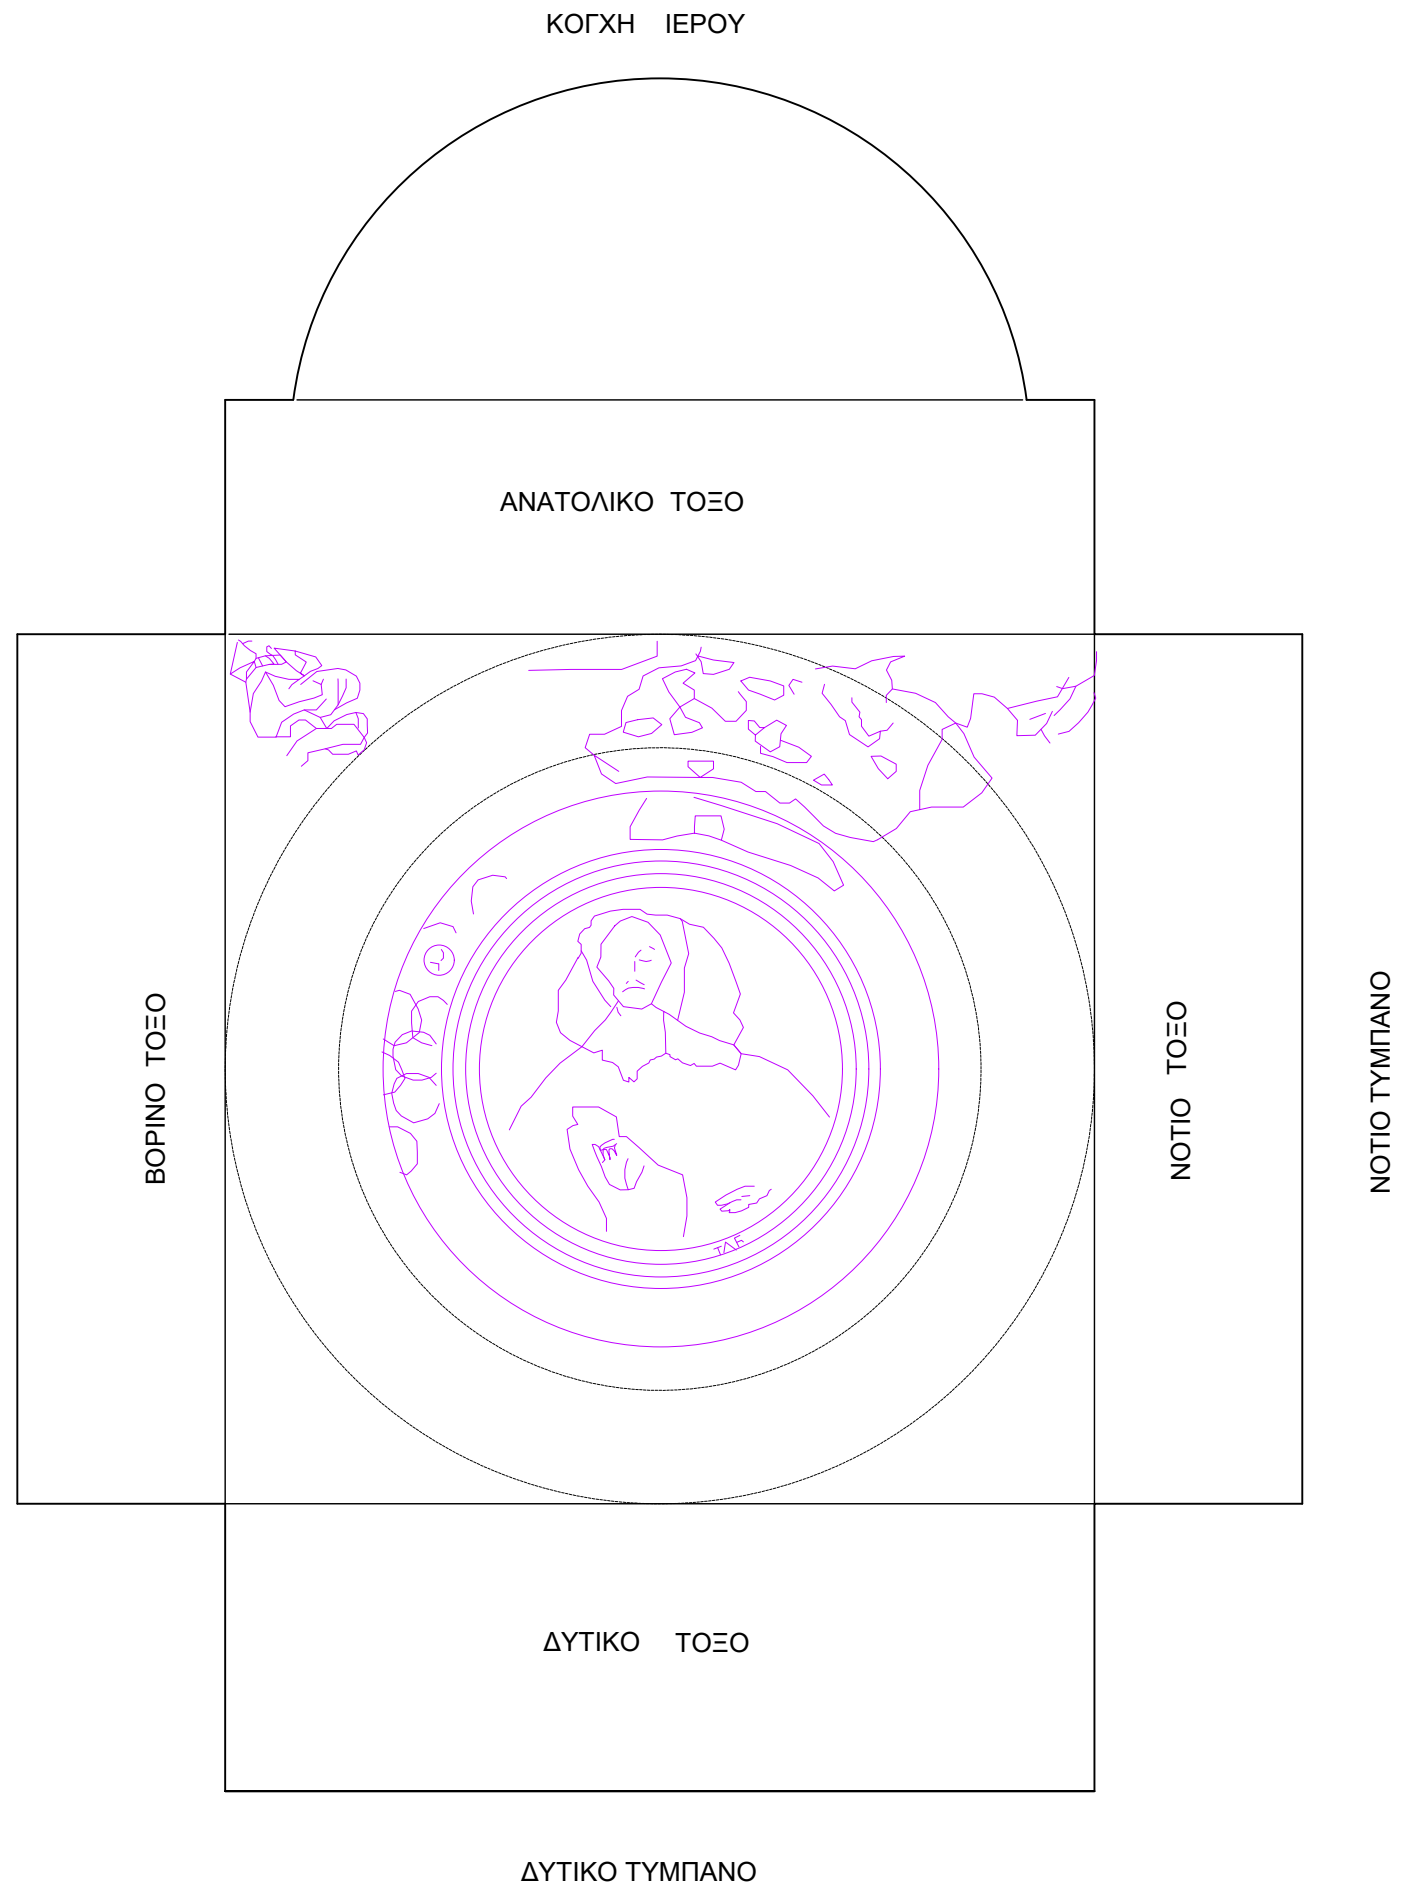 ΚΟΓΧΗ ΙΕΡΟΥ
ΑΝΑΤΟΛΙΚΟ ΤΟΞΟ
ΒΟΡΙΝΟ ΤΟΞΟ
ΝΟΤΙΟ ΤΟΞΟ
ΝΟΤΙΟ ΤΥΜΠΑΝΟ
ΔΥΤΙΚΟ ΤΟΞΟ
ΔΥΤΙΚΟ ΤΥΜΠΑΝΟ